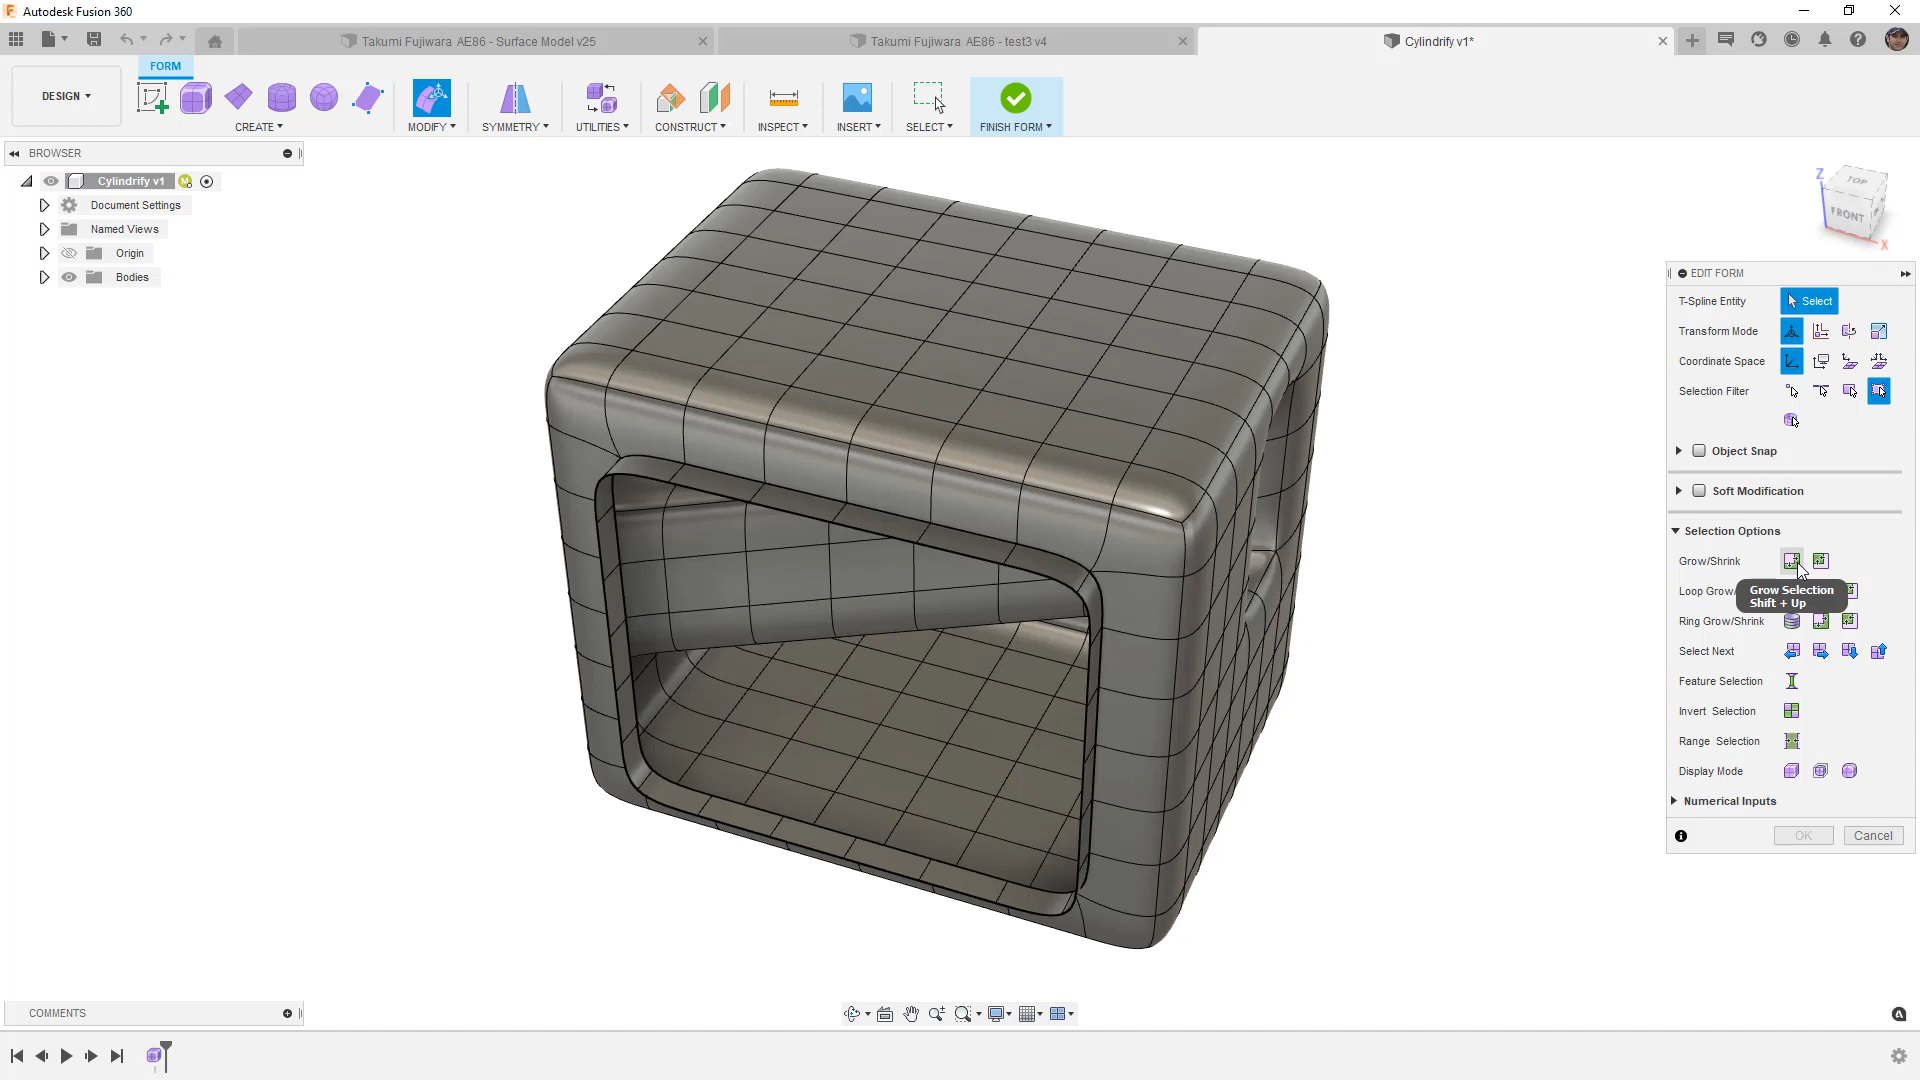 Autodesk Fusion 360
Takumi Fujiwara AE86 - Surface Model v25
Takumi Fujiwara AE86 - test3 v4
Cylindrify v1*
FORM
DESIGN
CREATE
MODIFY
SYMMETRY
UTILITIES
CONSTRUCT
INSPECT
INSERT
SELECT
FINISH FORM
BROWSER
Cylindrify v1
Document Settings
Named Views
Origin
Bodies
Z
TOP
FRONT
X
EDIT FORM
T-Spline Entity
Select
Transform Mode
Coordinate Space
Selection Filter
Object Snap
Soft Modification
Selection Options
Grow/Shrink
Loop Grow/
Grow Selection
Shift + Up
Ring Grow/Shrink
Select Next
Feature Selection
Invert Selection
Range Selection
Display Mode
Numerical Inputs
OK
Cancel
COMMENTS